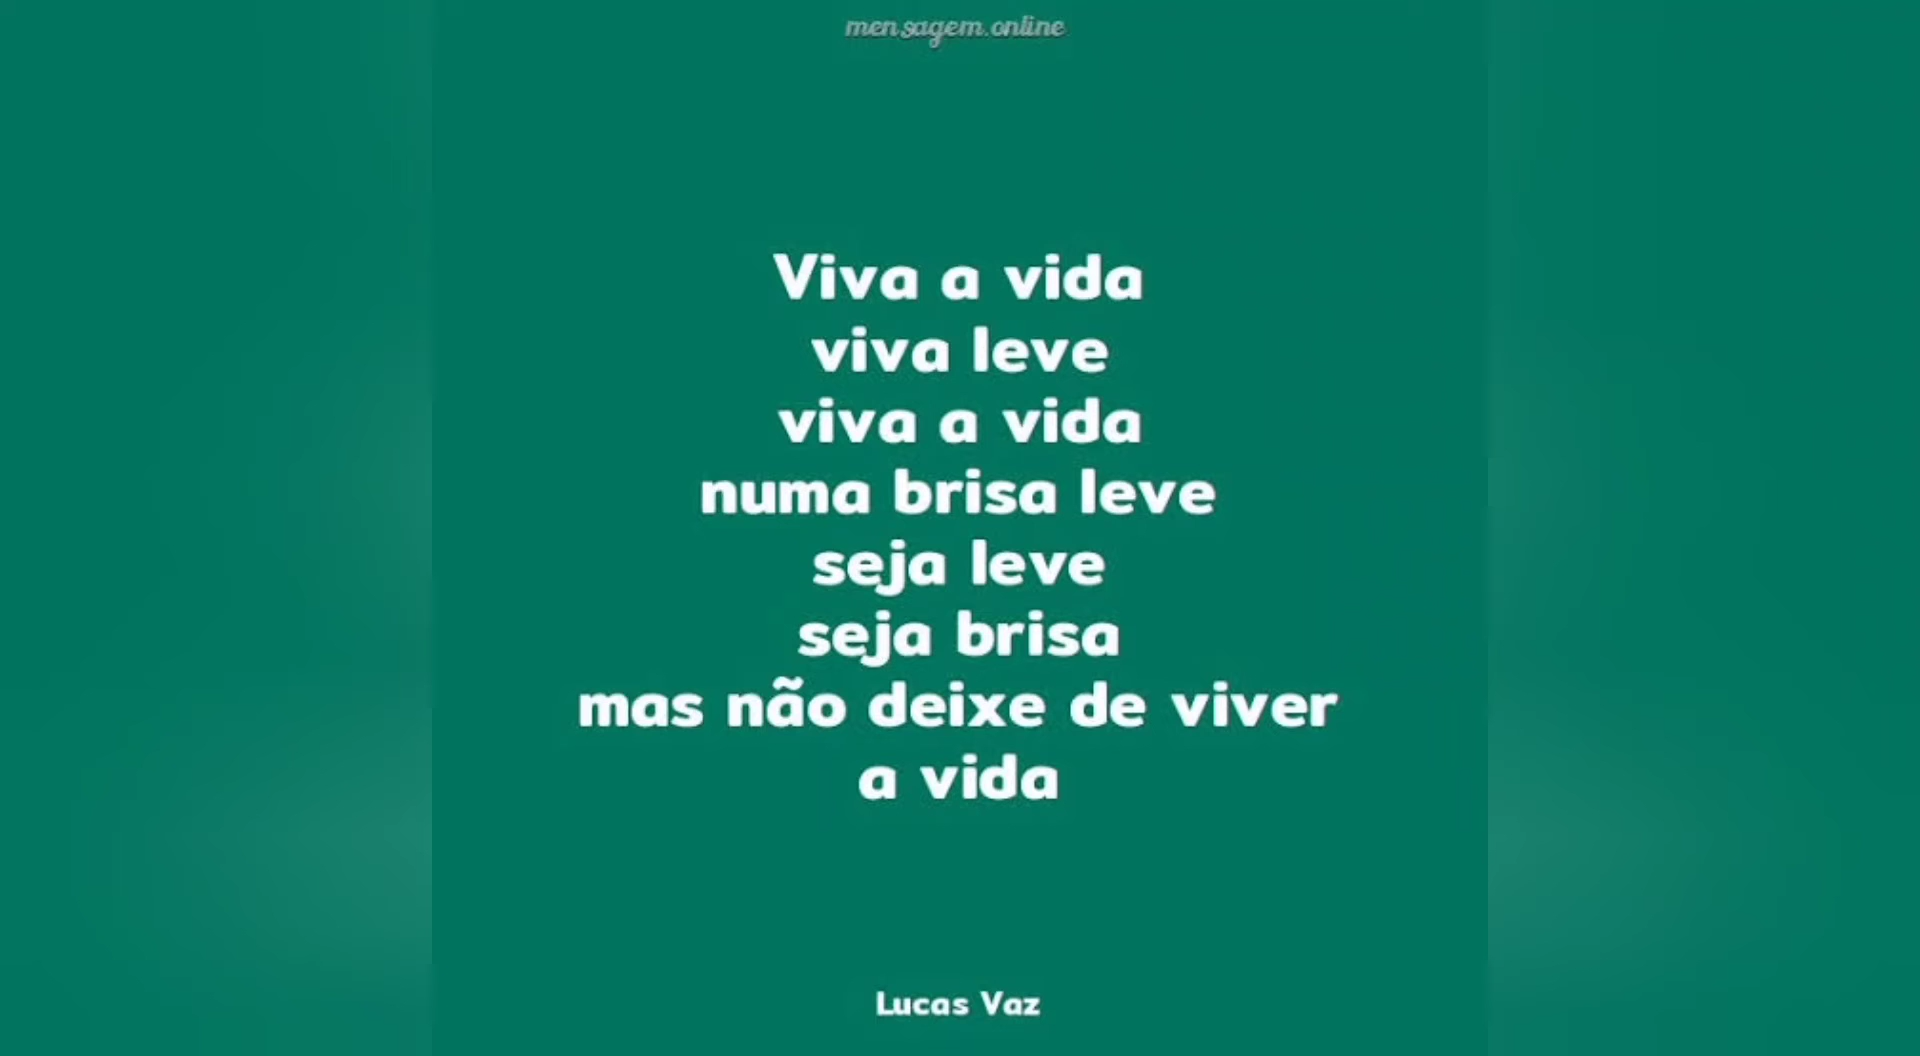 mensagem.online
Viva a vida
viva leve
viva a vida
numa brisa leve
seja leve
seja brisa
mas não deixe de viver
a vida
Lucas Vaz